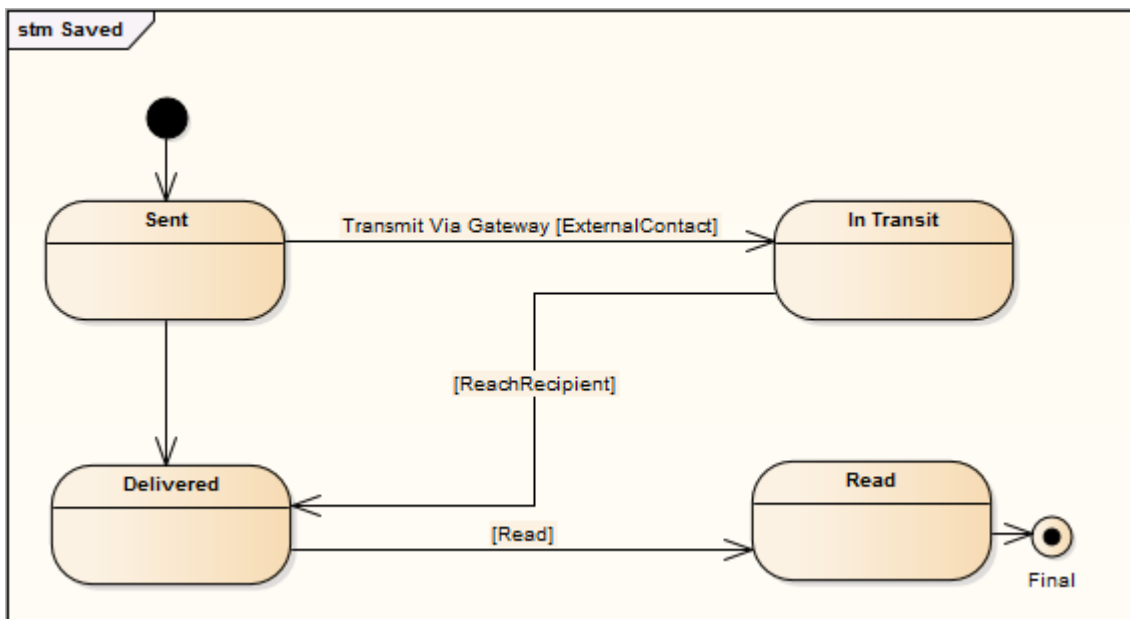 stm Saved
Sent
Transmit Via Gateway [ExternalContact]
In Transit
[ReachRecipient]
Delivered
Read
[Read]
Final